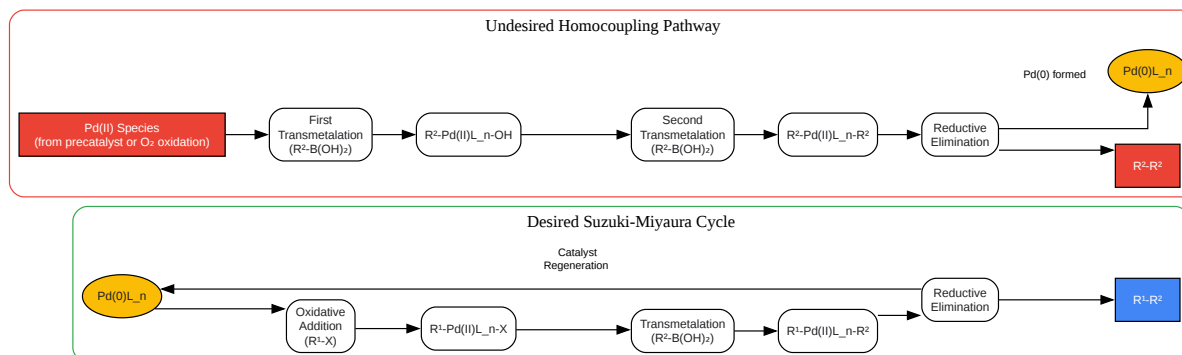 Undesired Homocoupling Pathway
Pd(0)L_n
Pd(0) formed
Pd(II) Species
(from precatalyst or O₂ oxidation)
First
Transmetalation
(R²-B(OH)₂)
R²-Pd(II)L_n-OH
Second
Transmetalation
(R²-B(OH)₂)
R²-Pd(II)L_n-R²
Reductive
Elimination
R²-R²
Desired Suzuki-Miyaura Cycle
Catalyst
Regeneration
Pd(0)L_n
Oxidative
Addition
(R¹-X)
R¹-Pd(II)L_n-X
Transmetalation
(R²-B(OH)₂)
R¹-Pd(II)L_n-R²
Reductive
Elimination
R¹-R²